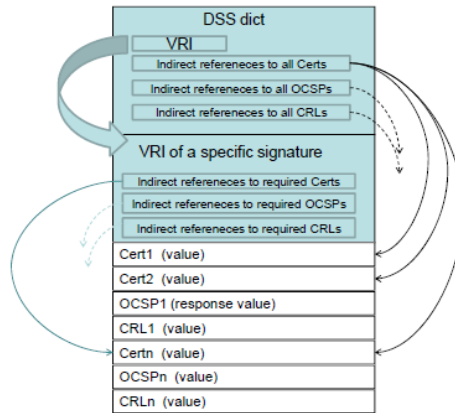 DSS dict
VRI
Indirect refereneces to all Certs
Indirect refereneces to all OCSPs
Indirect refereneces to all CRLs
VRI of a specific signature
Indirect refereneces to required Certs
Indirect refereneces to required OCSPs
Indirect refereneces to required CRLs
Cert1 (value)
Cert2 (value)
OCSP1 (response value)
CRL1 (value)
Certn (value)
OCSPn (value)
CRLn (value)